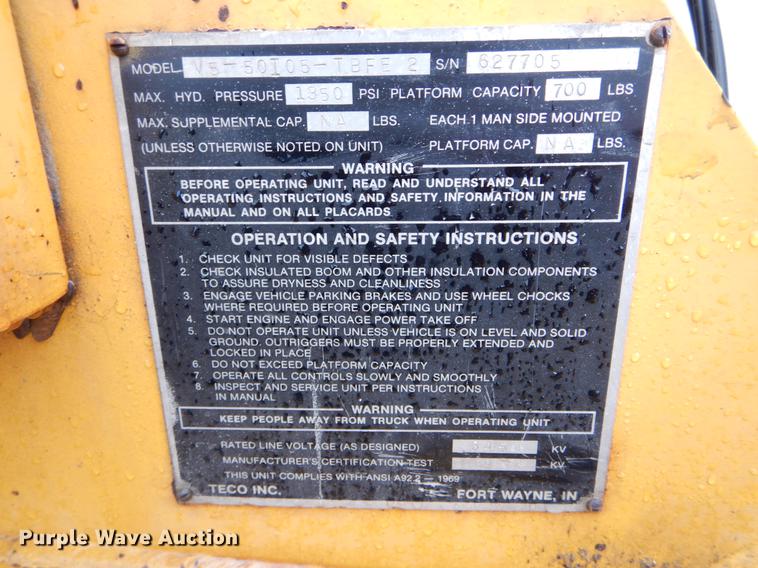 MODEL V5-50I05-TBFE 2 S/N 627705
MAX. HYD. PRESSURE 1350 PSI PLATFORM CAPACITY 700 LBS
MAX. SUPPLEMENTAL CAP. NA LBS. EACH 1 MAN SIDE MOUNTED
(UNLESS OTHERWISE NOTED ON UNIT) PLATFORM CAP. NA LBS.
WARNING
BEFORE OPERATING UNIT, READ AND UNDERSTAND ALL
OPERATING INSTRUCTIONS AND SAFETY INFORMATION IN THE
MANUAL AND ON ALL PLACARDS
OPERATION AND SAFETY INSTRUCTIONS
1. CHECK UNIT FOR VISIBLE DEFECTS
2. CHECK INSULATED BOOM AND OTHER INSULATION COMPONENTS
TO ASSURE DRYNESS AND CLEANLINESS
3. ENGAGE VEHICLE PARKING BRAKES AND USE WHEEL CHOCKS
WHERE REQUIRED BEFORE OPERATING UNIT
4. START ENGINE AND ENGAGE POWER TAKE OFF
5. DO NOT OPERATE UNIT UNLESS VEHICLE IS ON LEVEL AND SOLID
GROUND. OUTRIGGERS MUST BE PROPERLY EXTENDED AND
LOCKED IN PLACE
6. DO NOT EXCEED PLATFORM CAPACITY
7. OPERATE ALL CONTROLS SLOWLY AND SMOOTHLY
8. INSPECT AND SERVICE UNIT PER INSTRUCTIONS
IN MANUAL
WARNING
KEEP PEOPLE AWAY FROM TRUCK WHEN OPERATING UNIT
RATED LINE VOLTAGE (AS DESIGNED) KV
MANUFACTURER'S CERTIFICATION TEST KV
THIS UNIT COMPLIES WITH ANSI A92.2 — 1969
TECO INC. FORT WAYNE, IN
Purple Wave Auction